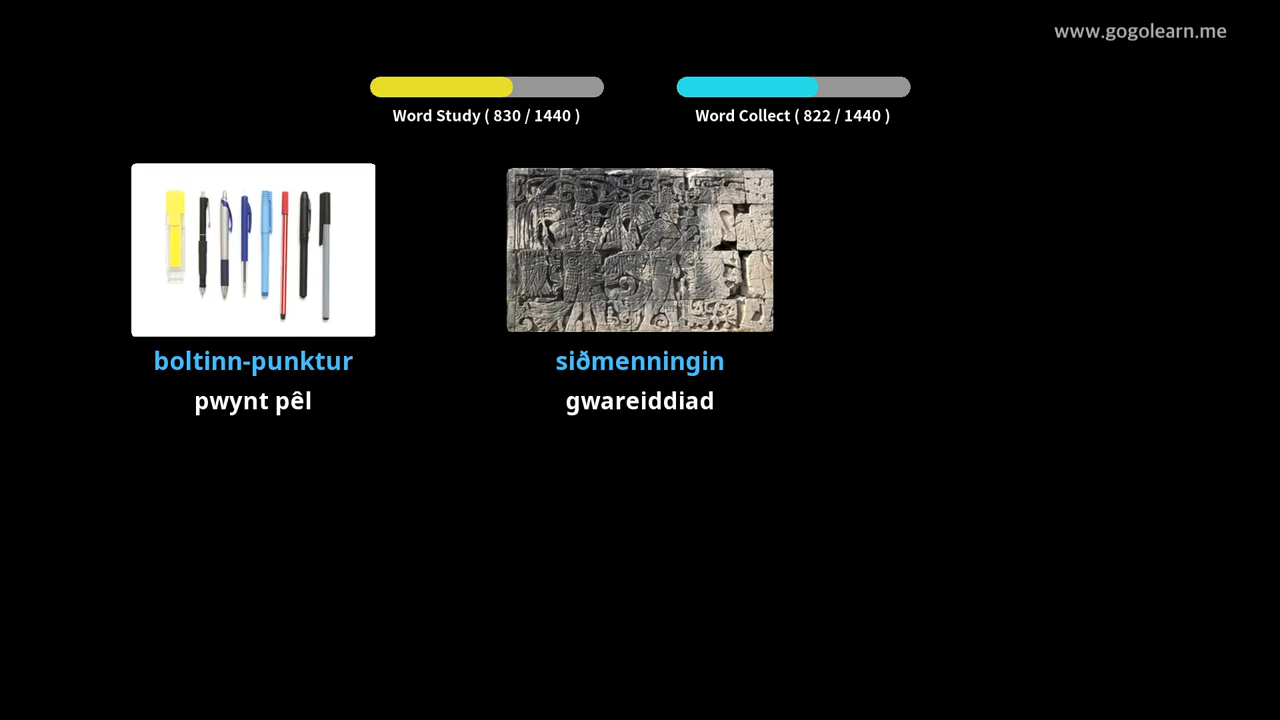 www.gogolearn.me
Word Study ( 830 / 1440 )
Word Collect ( 822 / 1440 )
boltinn-punktur
pwynt pêl
siðmenningin
gwareiddiad